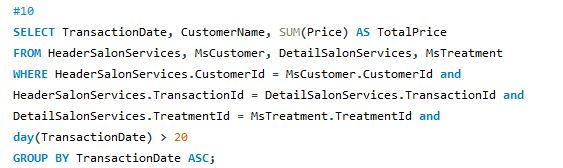 #10
SELECT TransactionDate, CustomerName, SUM(Price) AS TotalPrice
FROM HeaderSalonServices, MsCustomer, DetailSalonServices, MsTreatment
WHERE HeaderSalonServices.CustomerId = MsCustomer.CustomerId and
HeaderSalonServices.TransactionId = DetailSalonServices.TransactionId and
DetailSalonServices.TreatmentId = MsTreatment.TreatmentId and
day(TransactionDate) > 20
GROUP BY TransactionDate ASC;